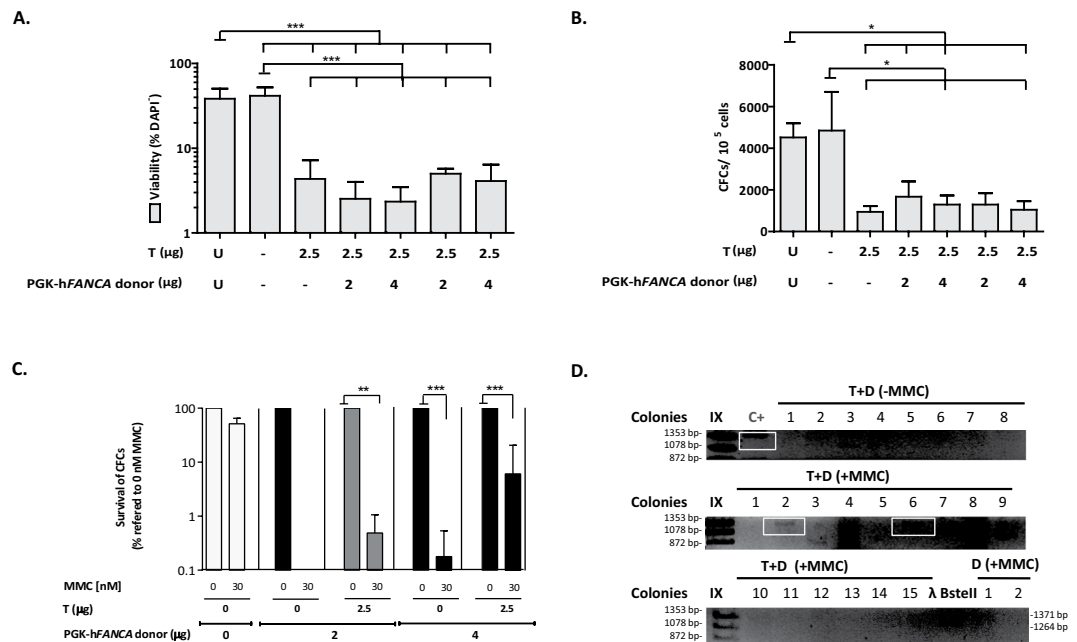 A.
***
***
Viability (% DAPI-)
100
10
1
T (µg) U - 2.5 2.5 2.5 2.5 2.5
PGK-hFANCA donor (µg) U - - 2 4 2 4
B.
*
*
CFCs/ 10 5 cells
8000
6000
4000
2000
0
T (µg) U - 2.5 2.5 2.5 2.5 2.5
PGK-hFANCA donor (µg) U - - 2 4 2 4
C.
** *** ***
Survival of CFCs
(% refered to 0 nM MMC)
100
10
1
0.1
MMC [nM] 0 30 0 30 0 30 0 30 0 30
T (µg) 0 0 2.5 0 2.5
PGK-hFANCA donor (µg) 0 2 4
D.
T+D (-MMC)
Colonies IX C+ 1 2 3 4 5 6 7 8
1353 bp-
1078 bp-
872 bp-
T+D (+MMC)
Colonies IX 1 2 3 4 5 6 7 8 9
1353 bp-
1078 bp-
872 bp-
T+D (+MMC) D (+MMC)
Colonies IX 10 11 12 13 14 15 λ BsteII 1 2
1353 bp- -1371 bp
1078 bp- -1264 bp
872 bp-